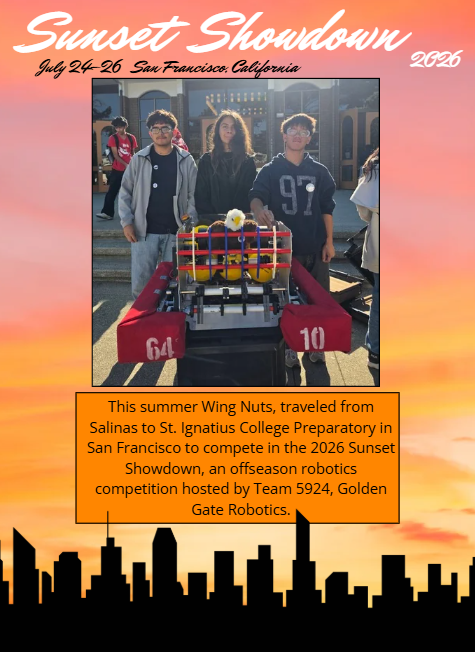 Sunset Showdown
2026
July 24-26 San Francisco, California
97
64
10
This summer Wing Nuts, traveled from
Salinas to St. Ignatius College Preparatory in
San Francisco to compete in the 2026 Sunset
Showdown, an offseason robotics
competition hosted by Team 5924, Golden
Gate Robotics.